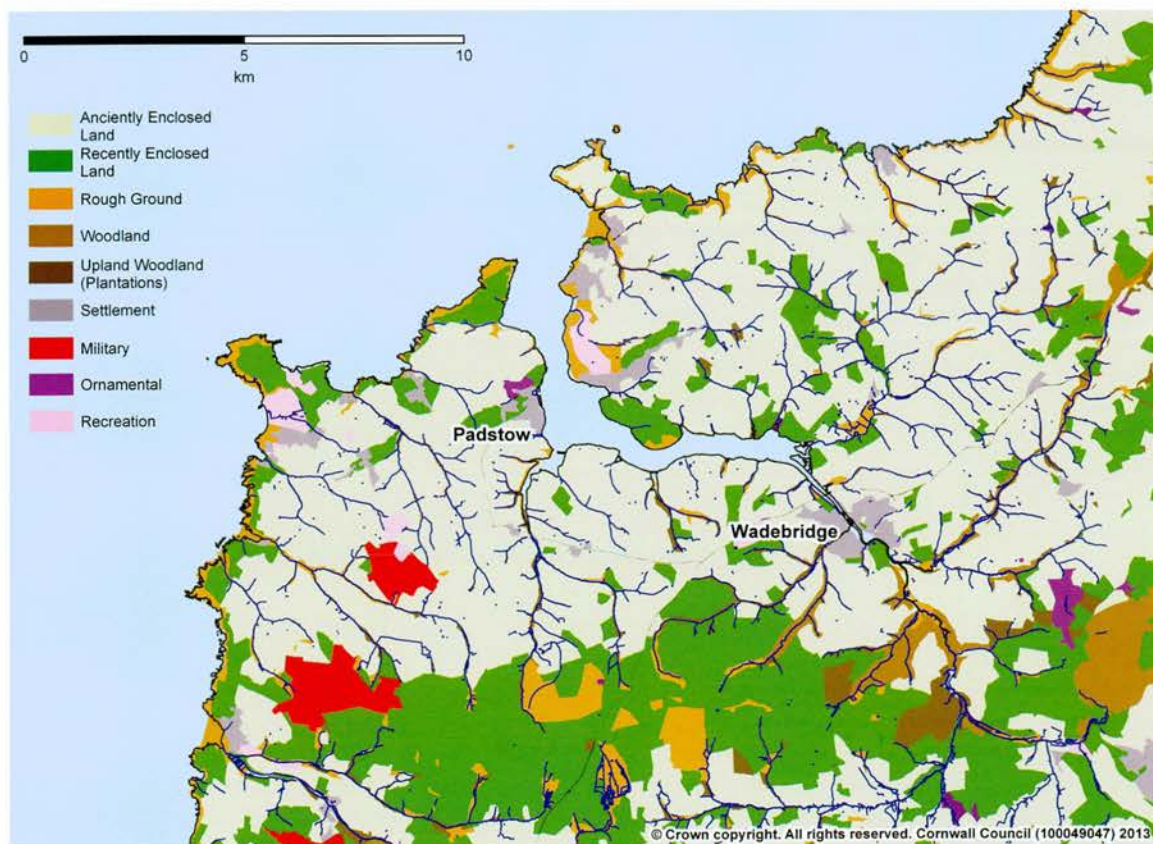 0 5 10
km
Anciently Enclosed
Land
Recently Enclosed
Land
Rough Ground
Woodland
Upland Woodland
(Plantations)
Settlement
Military
Ornamental
Recreation
Padstow
Wadebridge
© Crown copyright. All rights reserved. Cornwall Council (100049047) 2013